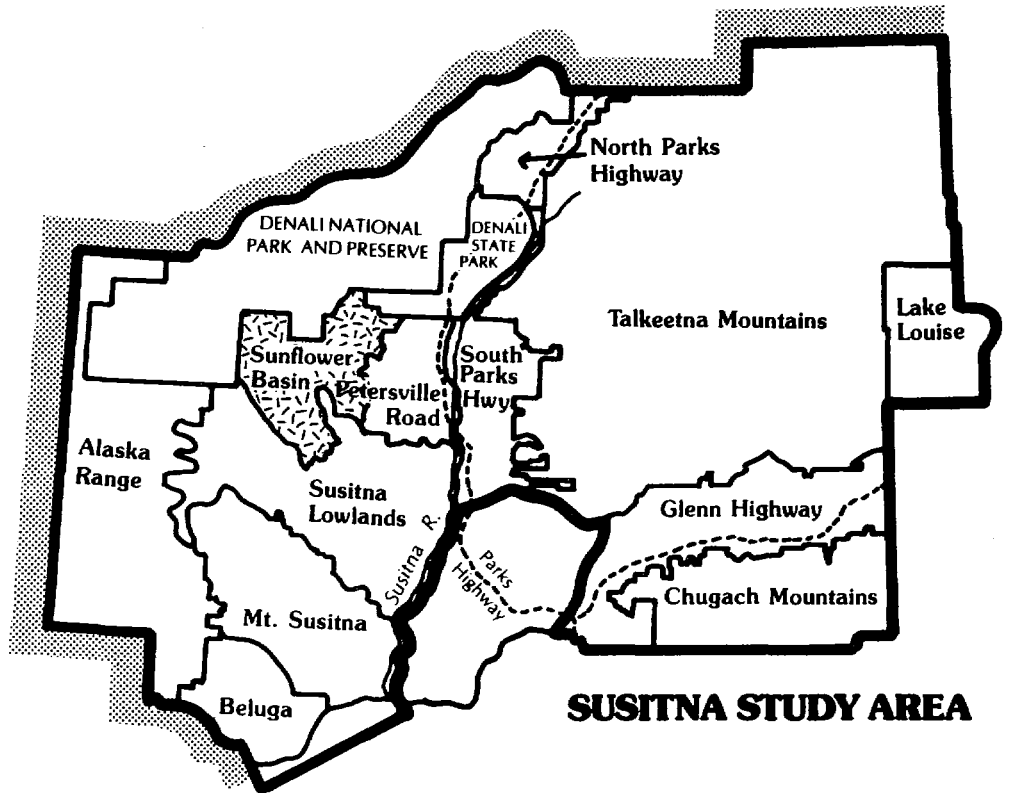 North Parks
Highway
DENALI NATIONAL
PARK AND PRESERVE
DENALI
STATE
PARK
Talkeetna Mountains
Lake
Louise
Sunflower
Basin
Petersville
Road
South
Parks
Hwy
Alaska
Range
Susitna
Lowlands
Glenn Highway
Susitna R.
Parks
Highway
Chugach Mountains
Mt. Susitna
Beluga
SUSITNA STUDY AREA